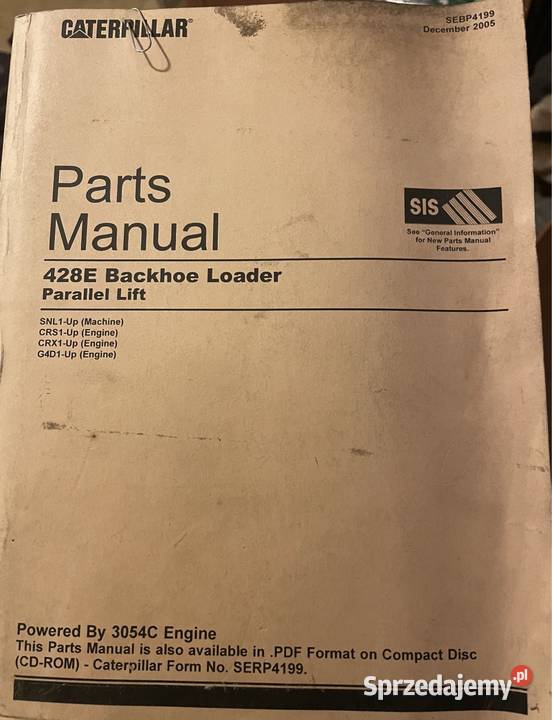 CATERPILLAR®
SEBP4199
December 2005
Parts
Manual
SIS
See "General Information"
for New Parts Manual
Features.
428E Backhoe Loader
Parallel Lift
SNL1-Up (Machine)
CRS1-Up (Engine)
CRX1-Up (Engine)
G4D1-Up (Engine)
Powered By 3054C Engine
This Parts Manual is also available in .PDF Format on Compact Disc
(CD-ROM) - Caterpillar Form No. SERP4199.
Sprzedajemy.pl